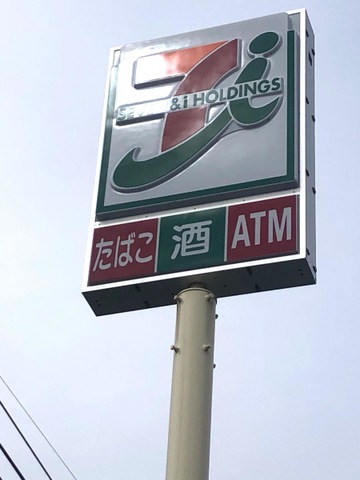 SEVEN & i HOLDINGS
たばこ 酒 ATM